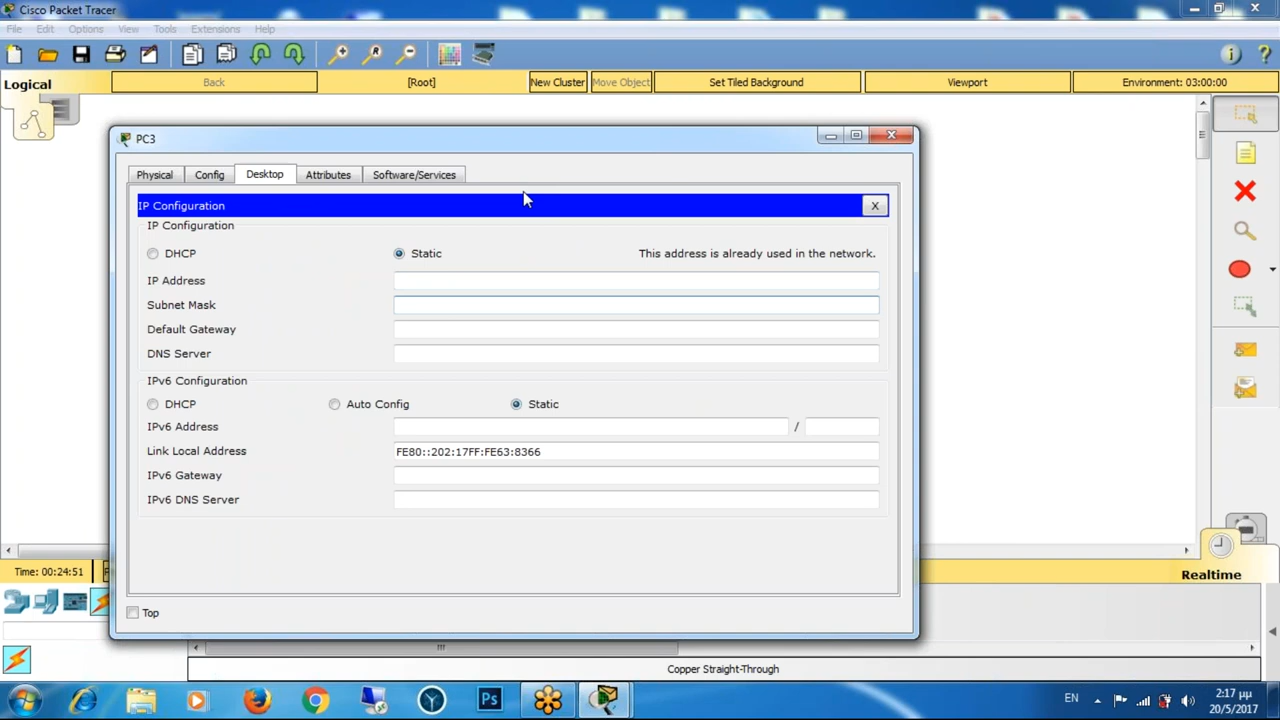 Cisco Packet Tracer
File Edit Options View Tools Extensions Help
Logical Back [Root] New Cluster Move Object Set Tiled Background Viewport Environment: 03:00:00
PC3
Physical Config Desktop Attributes Software/Services
IP Configuration X
IP Configuration
DHCP Static This address is already used in the network.
IP Address
Subnet Mask
Default Gateway
DNS Server
IPv6 Configuration
DHCP Auto Config Static
IPv6 Address /
Link Local Address FE80::202:17FF:FE63:8366
IPv6 Gateway
IPv6 DNS Server
Time: 00:24:51 Realtime
Top
Copper Straight-Through
Ps EN 2:17 μμ
20/5/2017